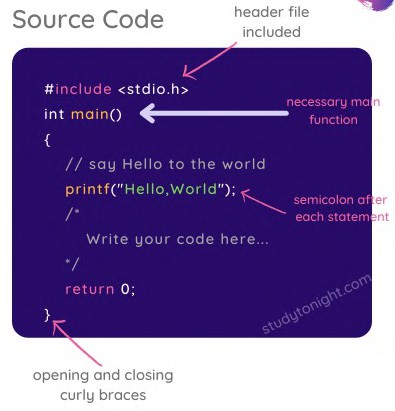 Source Code
header file
included
#include <stdio.h>
int main()
necessary main
function
{
// say Hello to the world
printf("Hello,World");
semicolon after
each statement
/*
Write your code here...
*/
return 0;
}
studytonight.com
opening and closing
curly braces